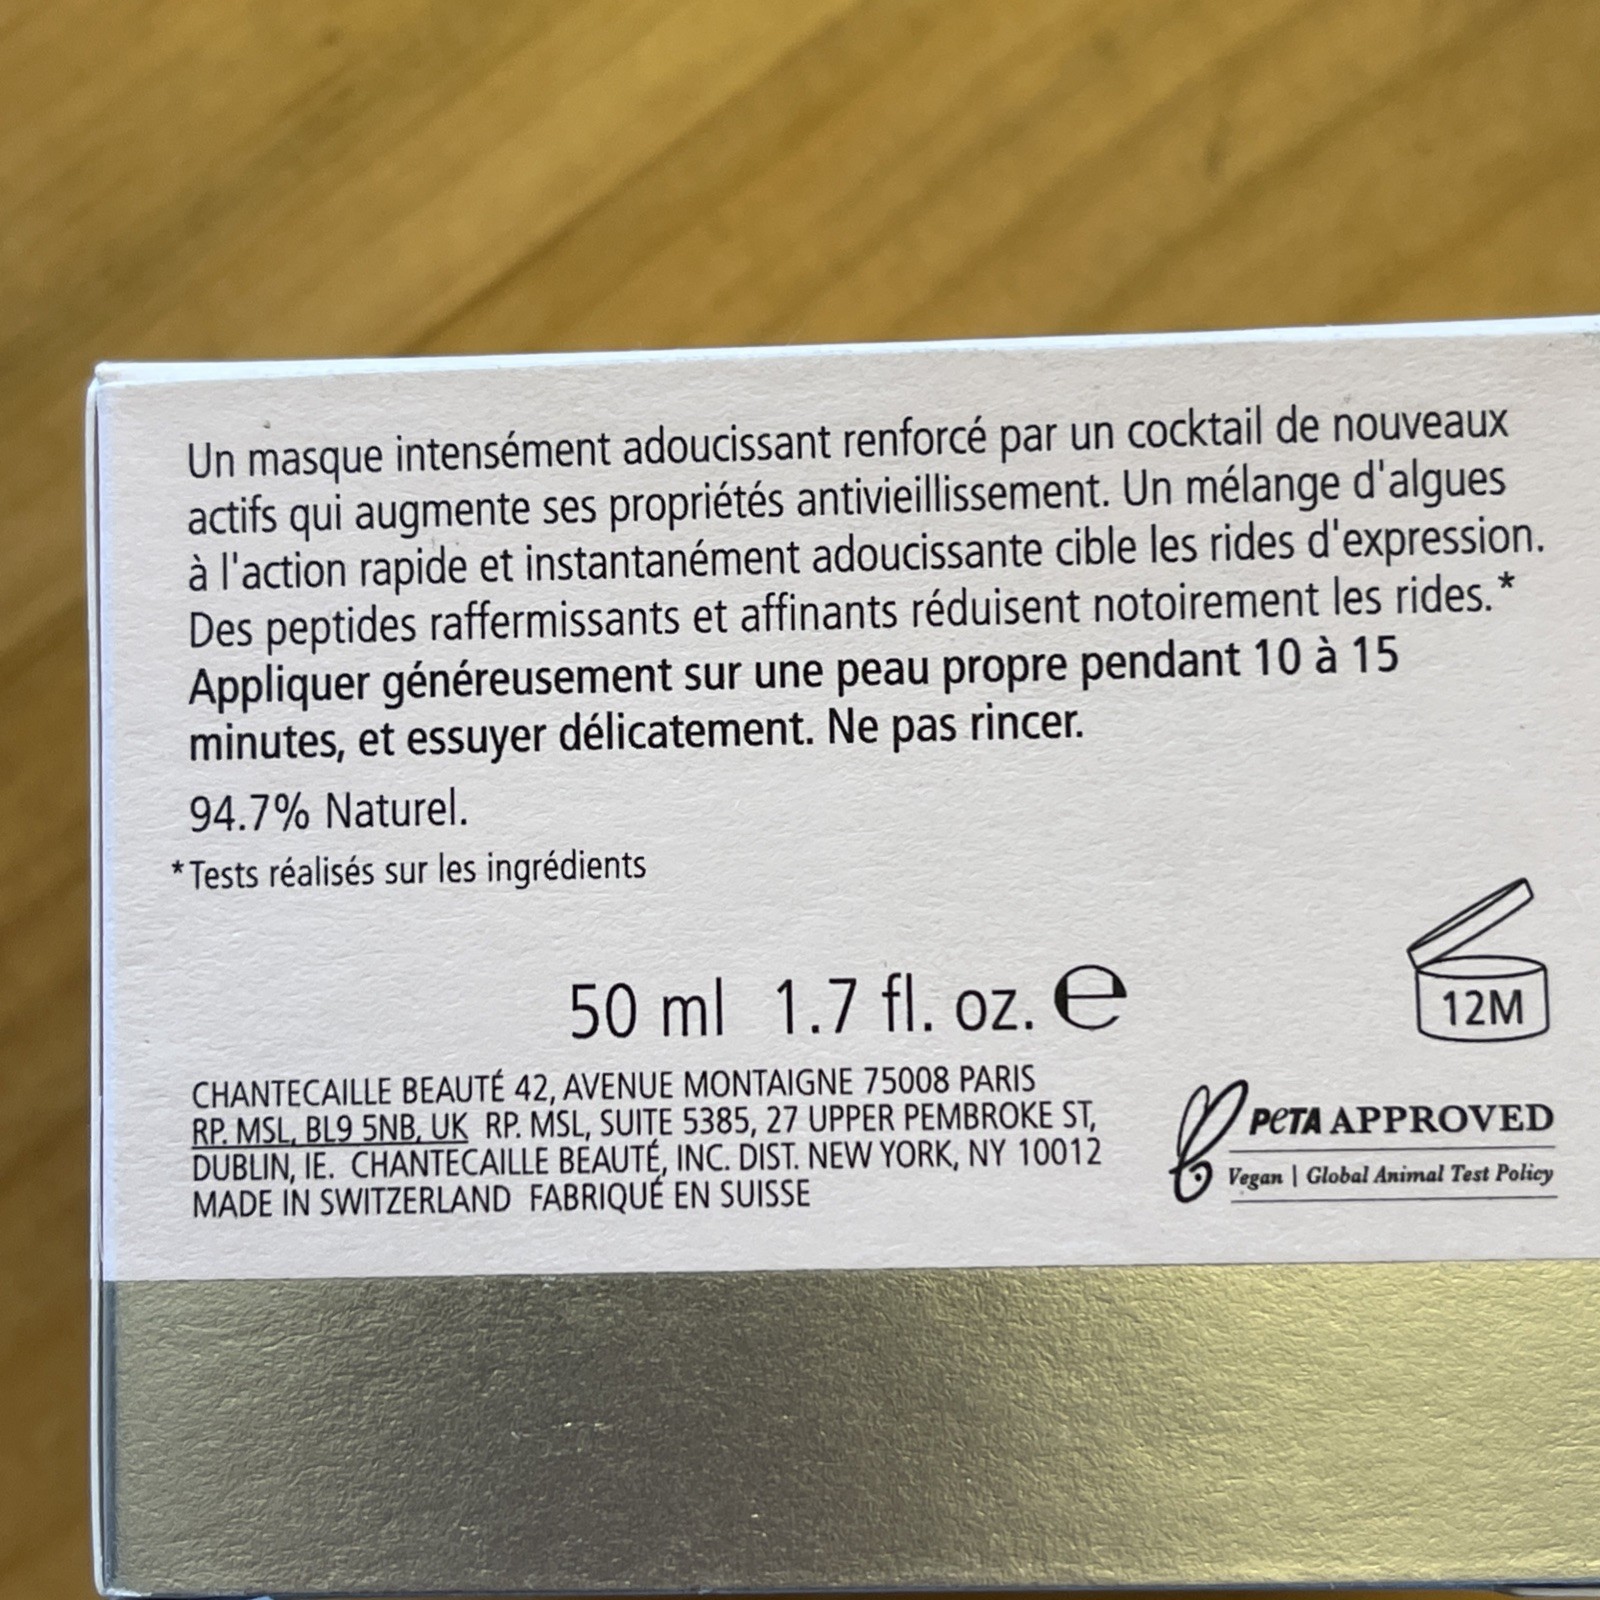 Un masque intensément adoucissant renforcé par un cocktail de nouveaux
actifs qui augmente ses propriétés antivieillissement. Un mélange d'algues
à l'action rapide et instantanément adoucissante cible les rides d'expression.
Des peptides raffermissants et affinants réduisent notoirement les rides.*
Appliquer généreusement sur une peau propre pendant 10 à 15
minutes, et essuyer délicatement. Ne pas rincer.
94.7% Naturel.
*Tests réalisés sur les ingrédients
50 ml 1.7 fl. oz. e
12M
CHANTECAILLE BEAUTÉ 42, AVENUE MONTAIGNE 75008 PARIS
RP. MSL, BL9 5NB, UK RP. MSL, SUITE 5385, 27 UPPER PEMBROKE ST,
DUBLIN, IE. CHANTECAILLE BEAUTÉ, INC. DIST. NEW YORK, NY 10012
MADE IN SWITZERLAND FABRIQUÉ EN SUISSE
PETA APPROVED
Vegan | Global Animal Test Policy